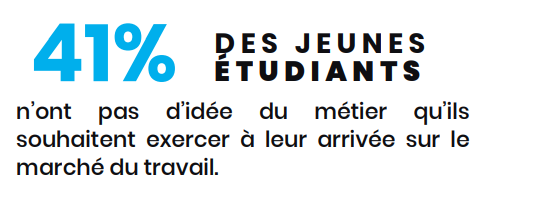 41% DES JEUNES
ÉTUDIANTS
n’ont pas d’idée du métier qu’ils
souhaitent exercer à leur arrivée sur le
marché du travail.